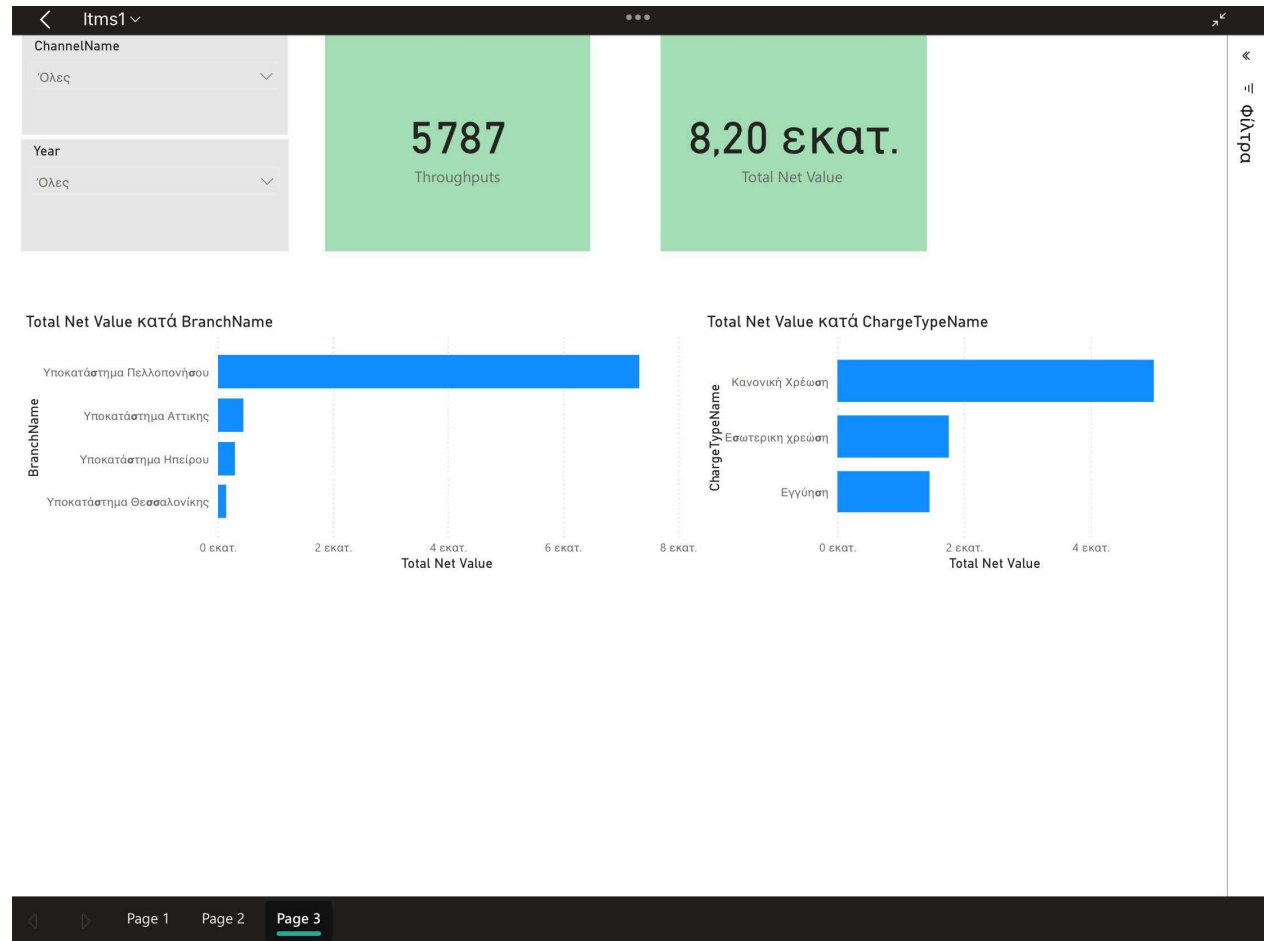 Itms1
ChannelName
Όλες
Year
Όλες
5787
Throughputs
8,20 εκατ.
Total Net Value
Φίλτρα
Total Net Value κατά BranchName
BranchName
Υποκατάστημα Πελλοπονήσου
Υποκατάστημα Αττικης
Υποκατάστημα Ηπείρου
Υποκατάστημα Θεσσαλονίκης
0 εκατ. 2 εκατ. 4 εκατ. 6 εκατ. 8 εκατ.
Total Net Value
Total Net Value κατά ChargeTypeName
ChargeTypeName
Κανονική Χρέωση
Εσωτερικη χρεώση
Εγγύηση
0 εκατ. 2 εκατ. 4 εκατ.
Total Net Value
Page 1 Page 2 Page 3